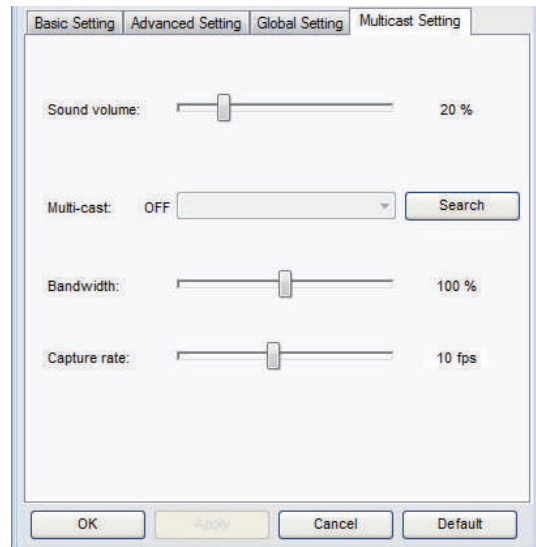 Basic Setting Advanced Setting Global Setting Multicast Setting
Sound volume: 20 %
Multi-cast: OFF Search
Bandwidth: 100 %
Capture rate: 10 fps
OK Apply Cancel Default